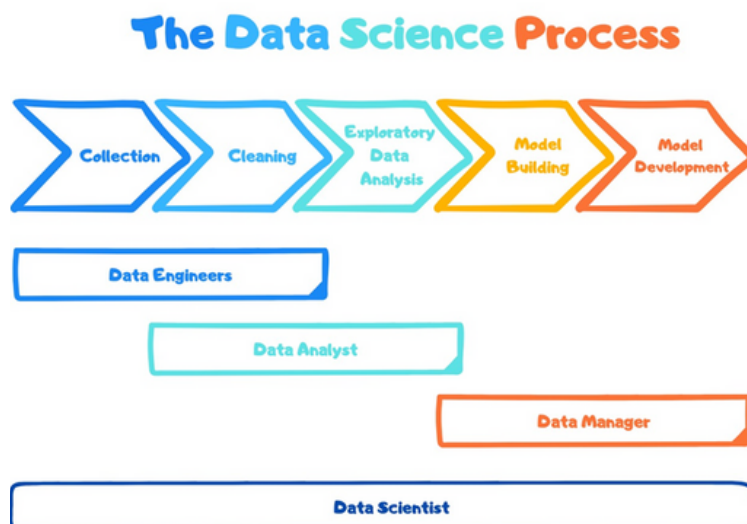 The Data Science Process
Collection
Cleaning
Exploratory
Data
Analysis
Model
Building
Model
Development
Data Engineers
Data Analyst
Data Manager
Data Scientist